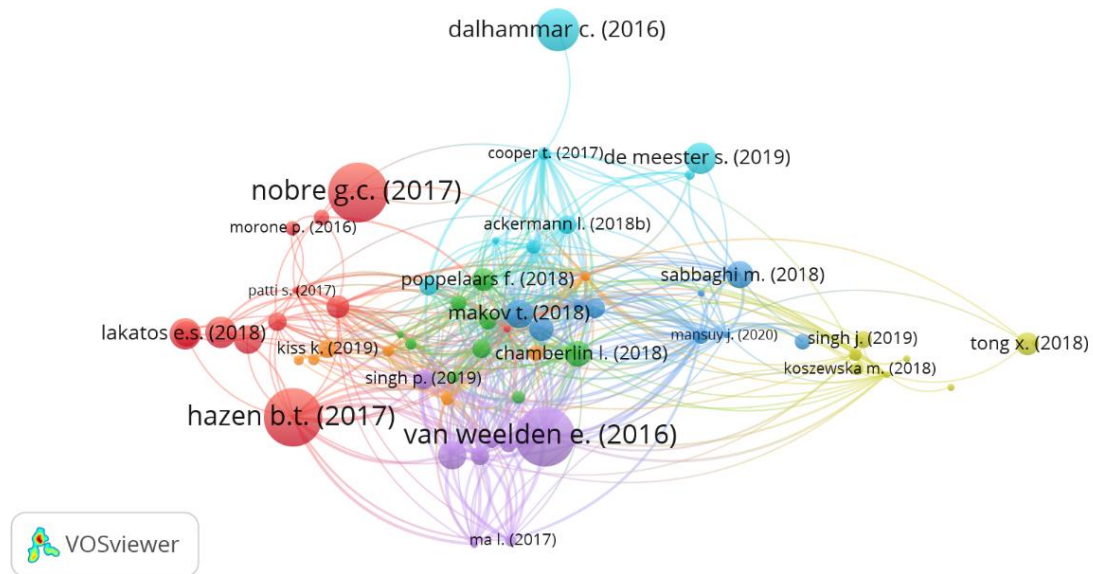 dalhammar c. (2016)
cooper t. (2017)
de meester s. (2019)
nobre g.c. (2017)
morone p. (2016)
ackermann l. (2018b)
poppelaars f. (2018)
sabbaghi m. (2018)
patti s. (2017)
makov t. (2018)
lakatos e.s. (2018)
mansuy j. (2020)
singh j. (2019)
tong x. (2018)
kiss k. (2019)
chamberlin l. (2018)
koszewska m. (2018)
singh p. (2019)
hazen b.t. (2017)
van weelden e. (2016)
ma l. (2017)
VOSviewer